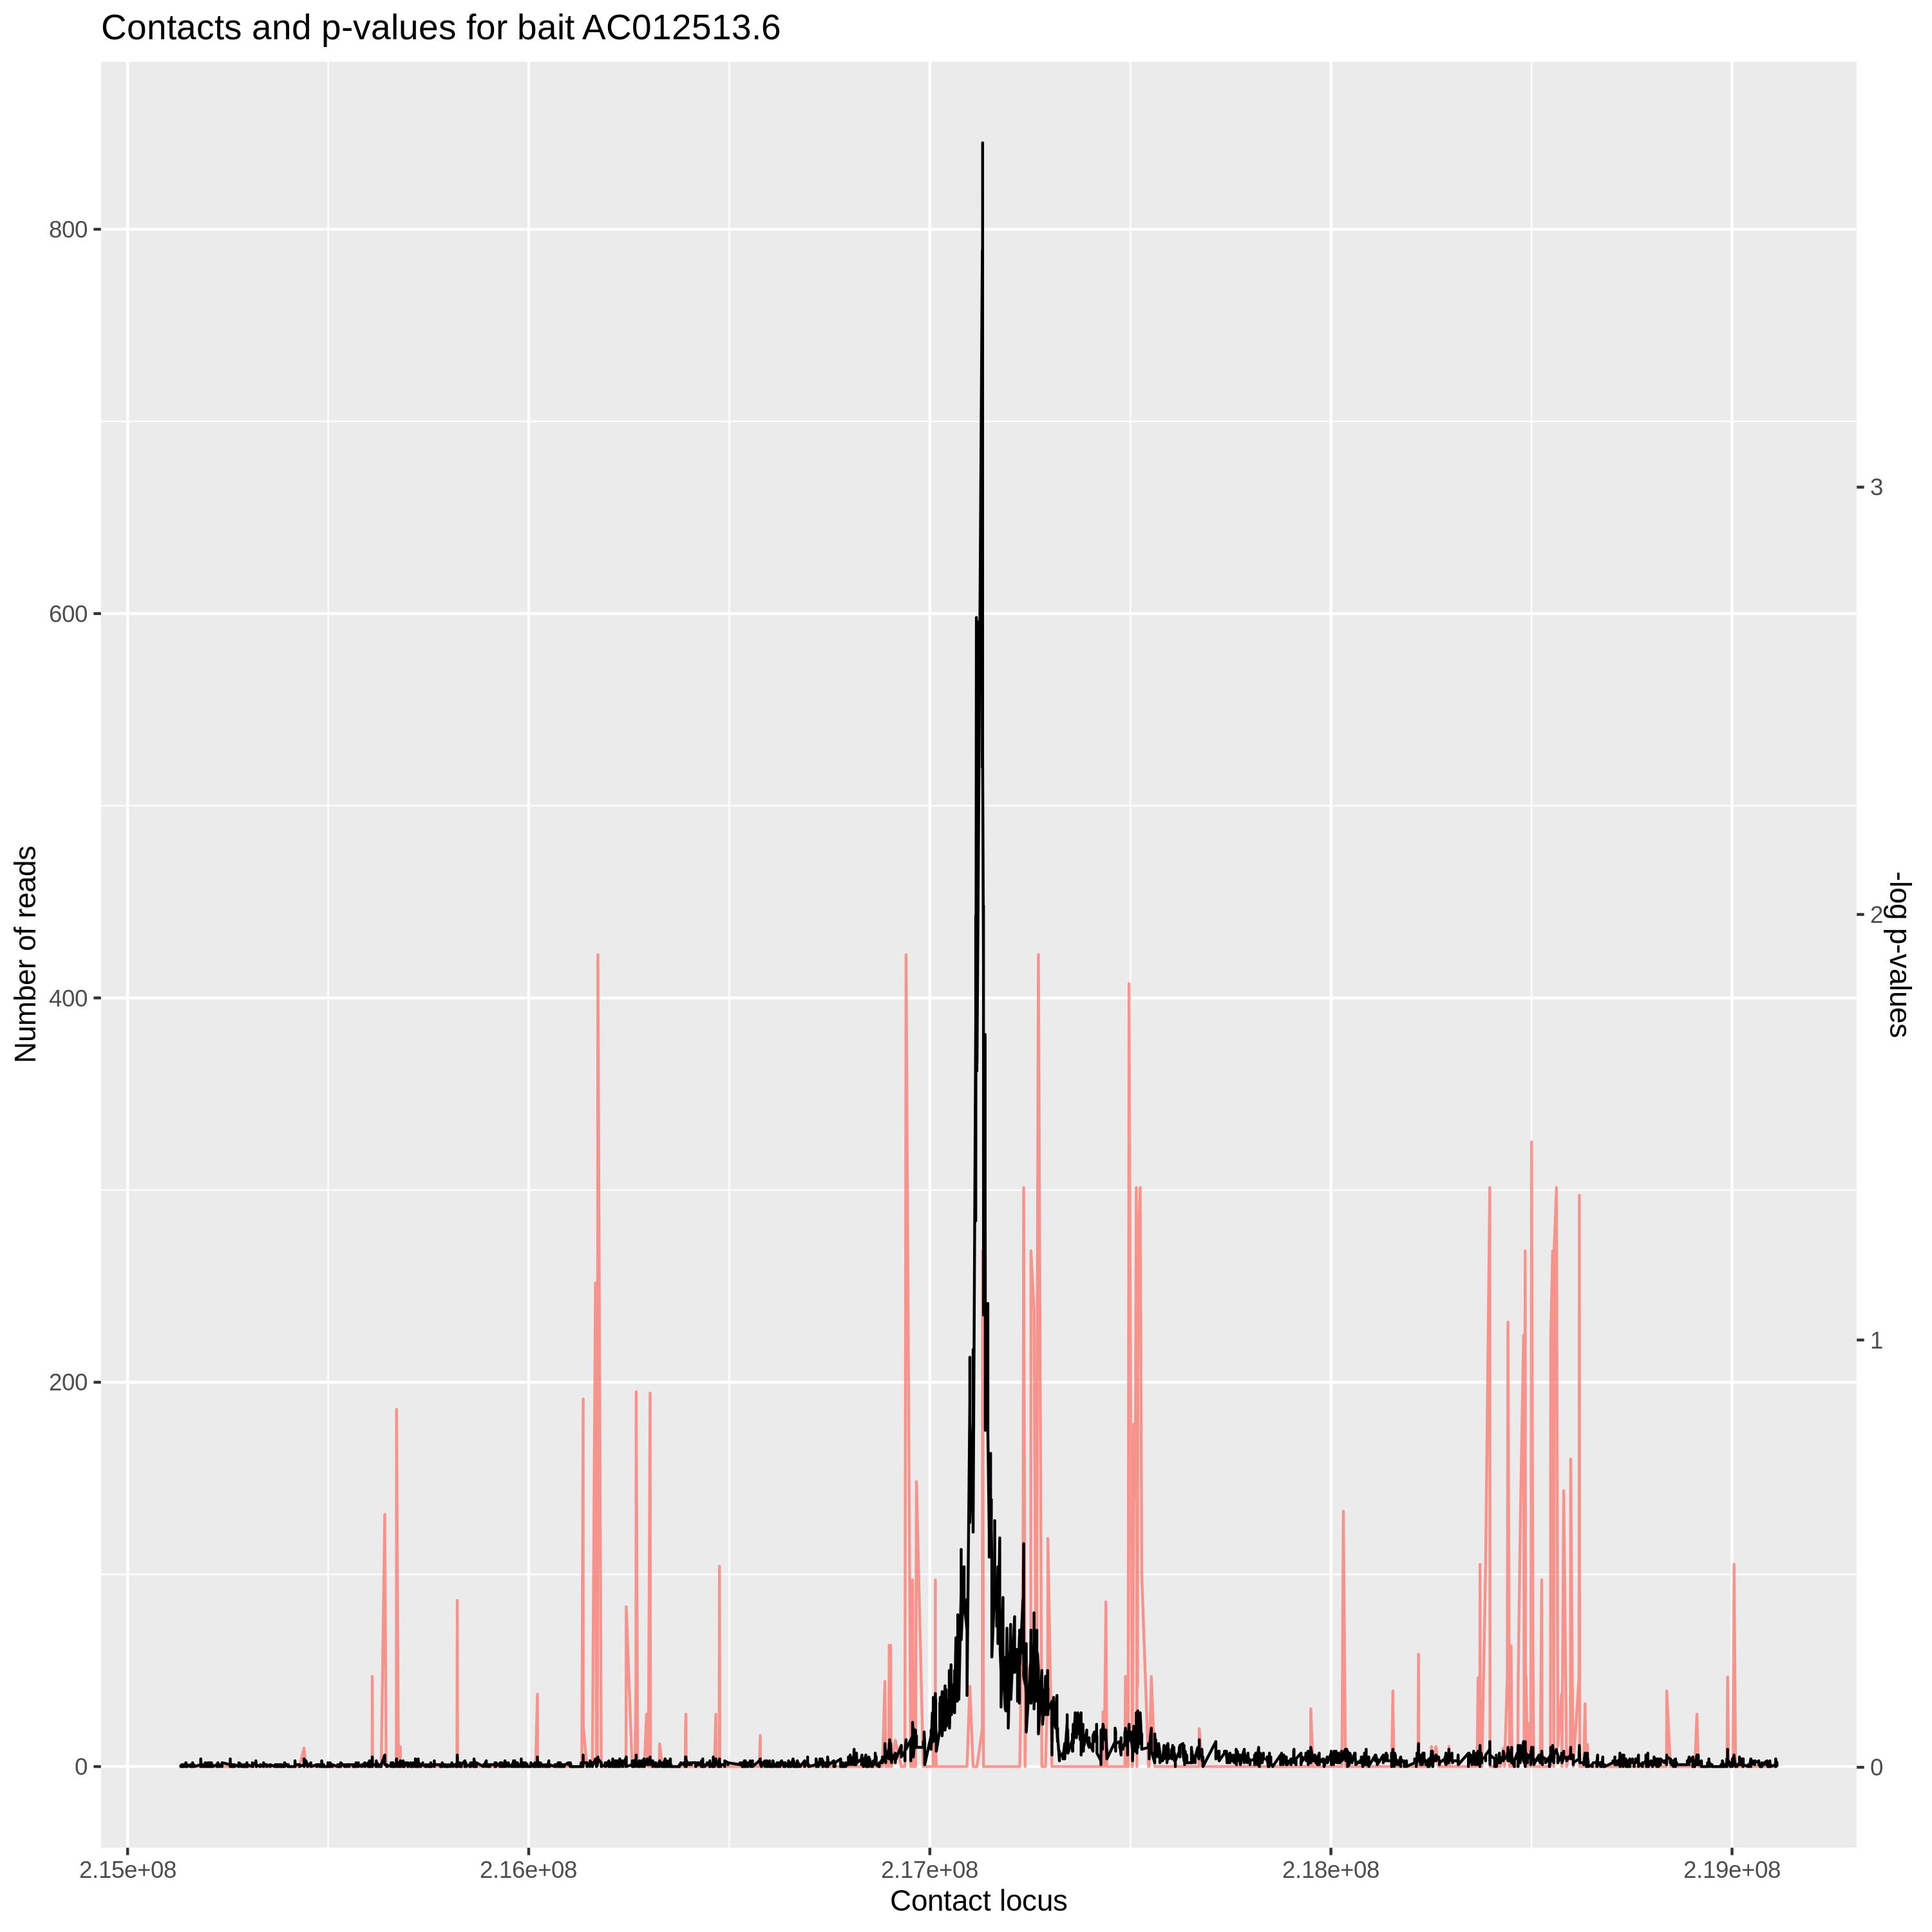 Contacts and p-values for bait AC012513.6
800
600
400
200
0
Number of reads
3
2
1
0
-log p-values
2.15e+08
2.16e+08
2.17e+08
2.18e+08
2.19e+08
Contact locus